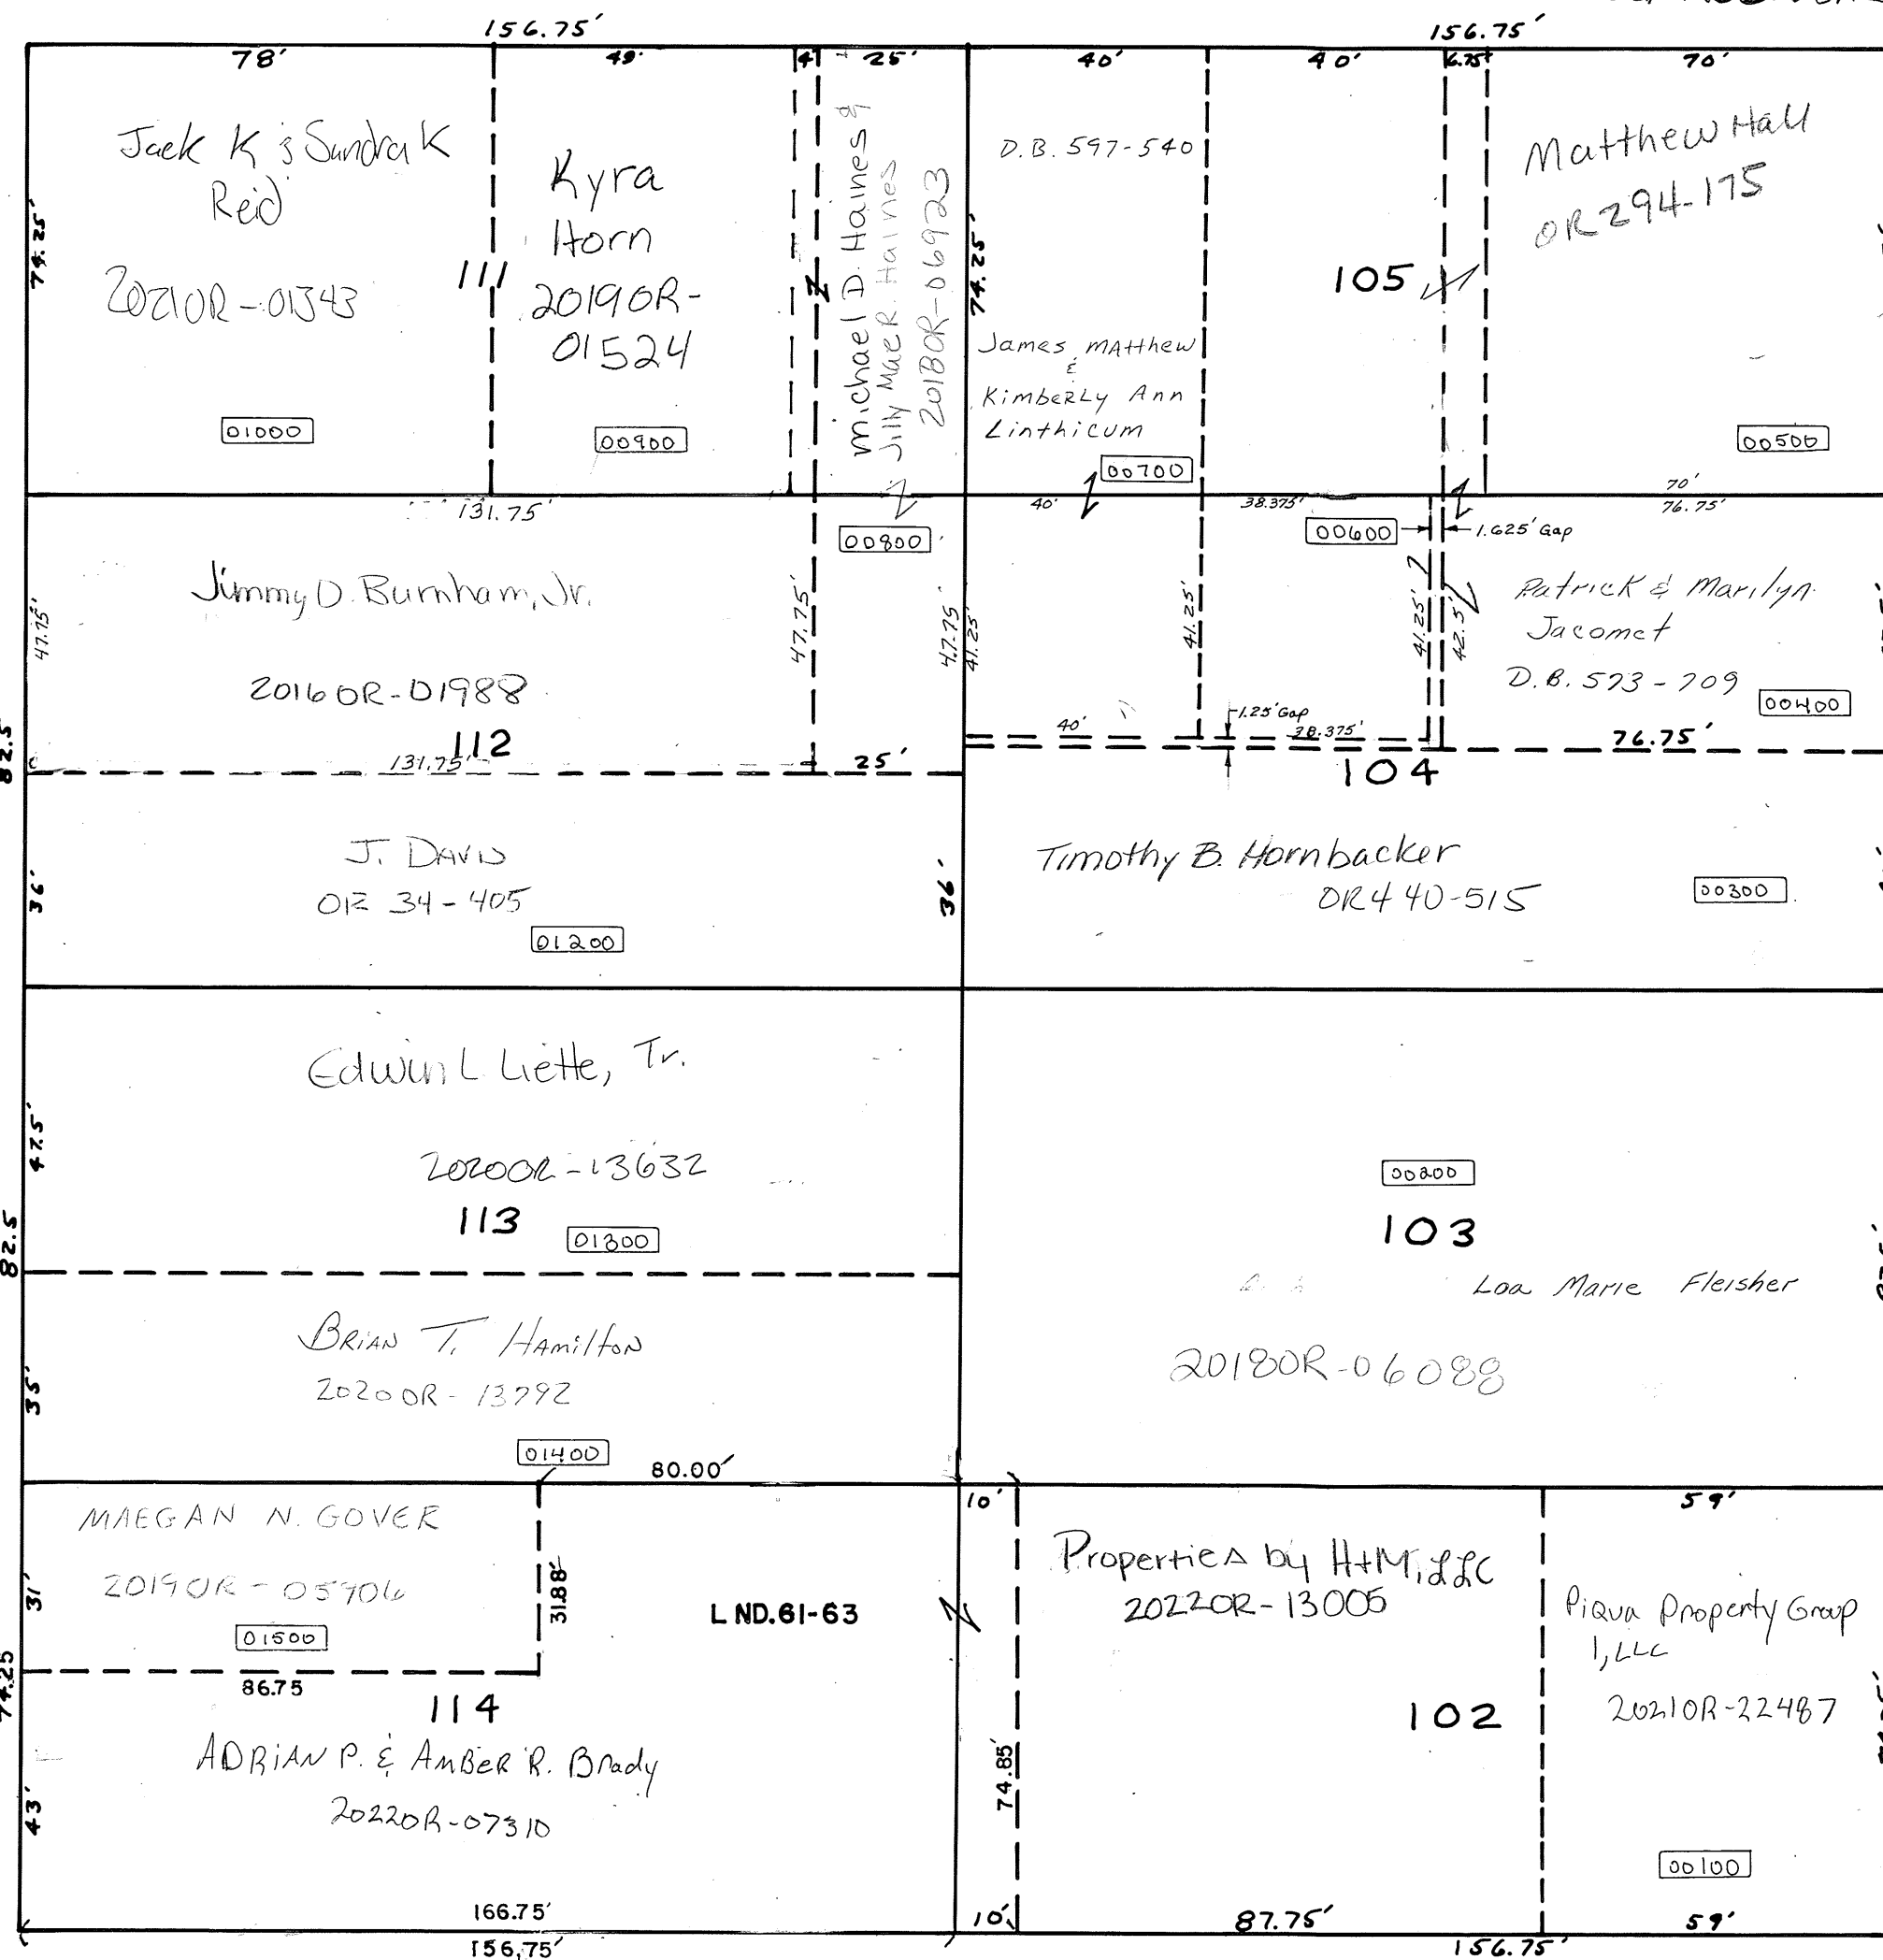 156.75'
156.75'
78'
49'
4'
25'
40'
40'
6.75'
70'
Jack K & Sandra K
Reid
2021OR-01343
01000
74.25'
111
Kyra
Horn
2019OR-
01524
00900
Michael D. Haines &
Jilly Mae R. Haines
2018OR-06923
74.25'
D.B. 597-540
James Matthew
&
Kimberly Ann
Linthicum
00700
105
Matthew Hall
OR 294-175
00500
131.75'
00800
40'
38.375'
70'
76.75'
00600
1.625' Gap
Jimmy D. Burnham, Jr.
2016OR-01988
112
47.75'
47.75'
47.75'
41.25'
41.25'
41.25'
42.5'
Patrick & Marilyn
Jacomet
D.B. 573-709
00400
82.5
131.75'
25'
40'
1.25' Gap
38.375'
76.75'
104
J. Davis
OR 34-405
01200
36'
36'
Timothy B. Hornbacker
OR 440-515
00300
Edwin L Liette, Tr.
2020OR-13632
113
01300
47.5'
82.5
00200
103
Loa Marie Fleisher
2018OR-06088
Brian T. Hamilton
2020OR-13792
01400
35'
80.00'
10'
59'
MAEGAN N. GOVER
2019OR-05906
01500
31'
31.88'
L ND.61-63
Properties by H+M, LLC
2022OR-13005
Piqua Property Group
1, LLC
2021OR-22487
74.25
86.75
114
102
ADRIAN P. & AMBER R. Brady
2022OR-07310
43'
74.85'
00100
166.75'
10'
87.75'
59'
156.75'
156.75'